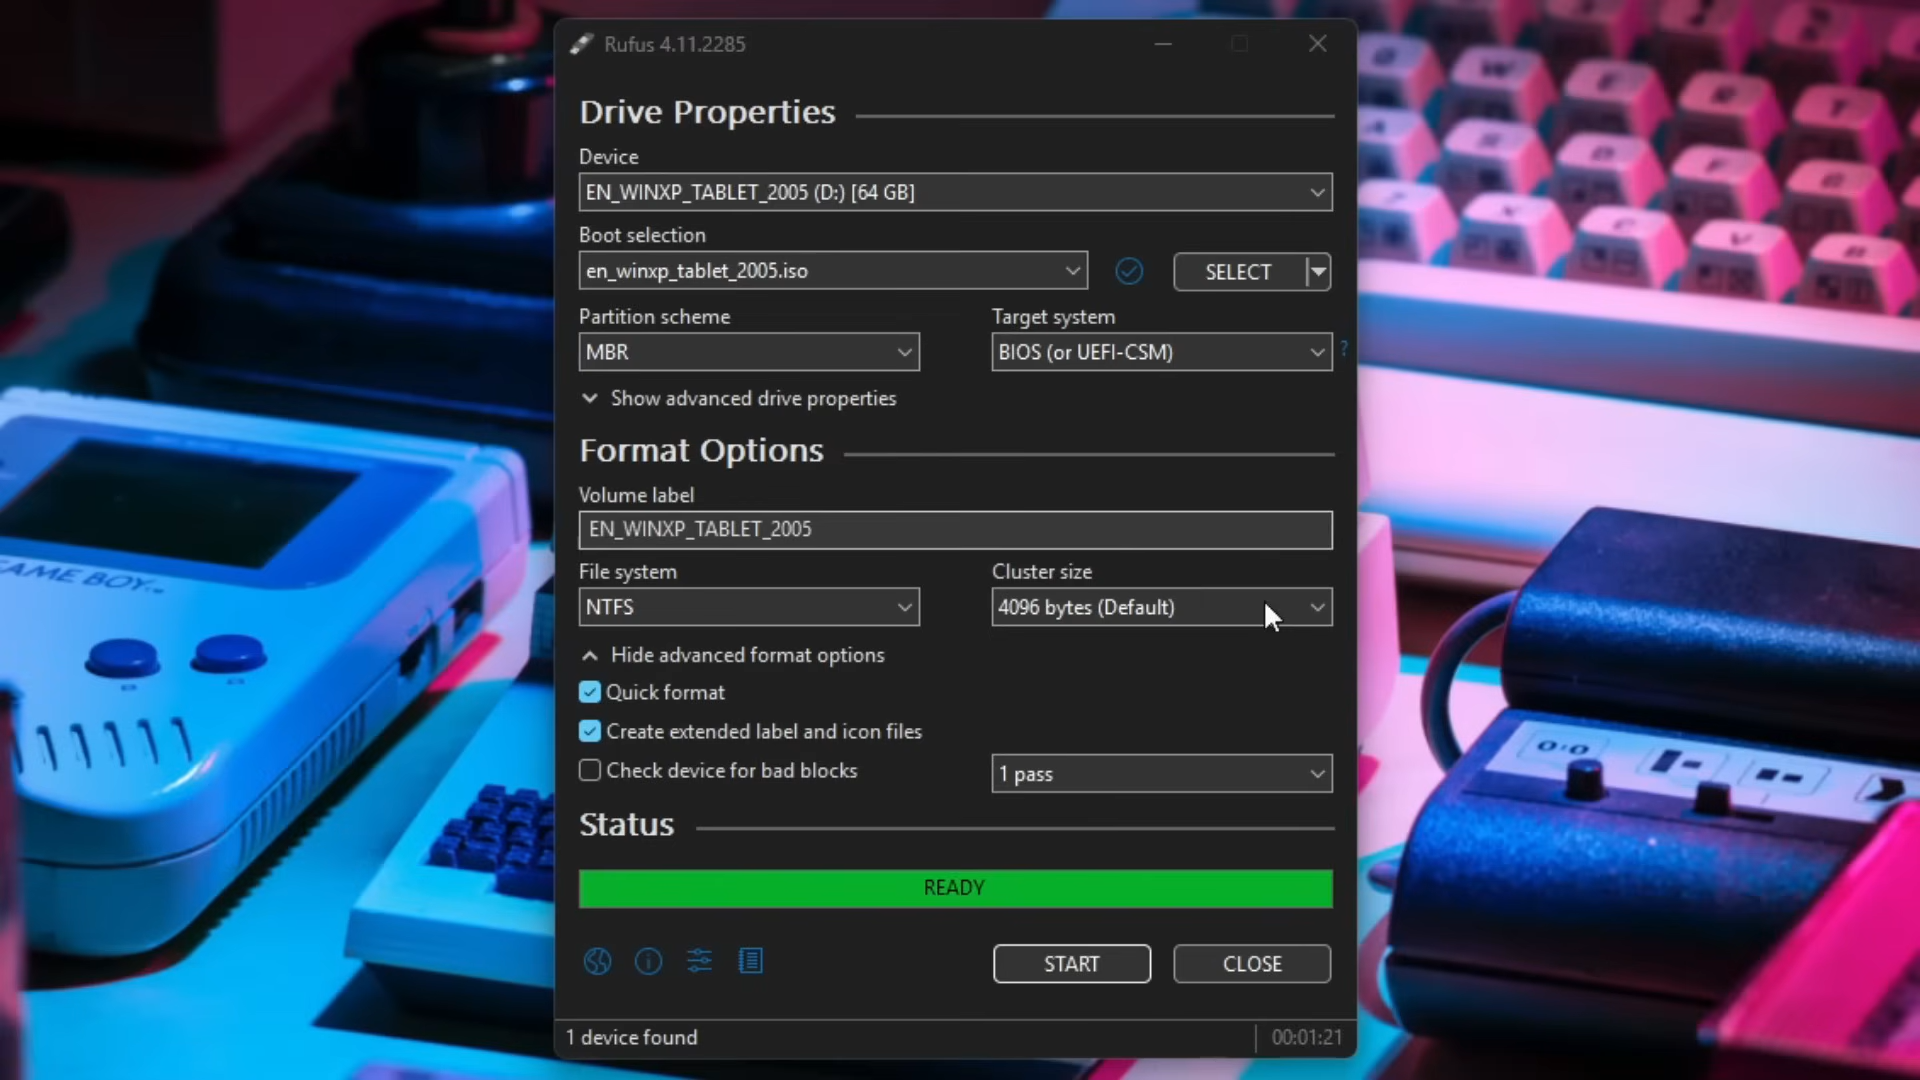 Rufus 4.11.2285
Drive Properties
Device
EN_WINXP_TABLET_2005 (D:) [64 GB]
Boot selection
en_winxp_tablet_2005.iso
SELECT
Partition scheme
Target system
MBR
BIOS (or UEFI-CSM)
?
Show advanced drive properties
Format Options
Volume label
EN_WINXP_TABLET_2005
File system
Cluster size
NTFS
4096 bytes (Default)
Hide advanced format options
Quick format
Create extended label and icon files
Check device for bad blocks
1 pass
Status
READY
START
CLOSE
1 device found
00:01:21
GAME BOY